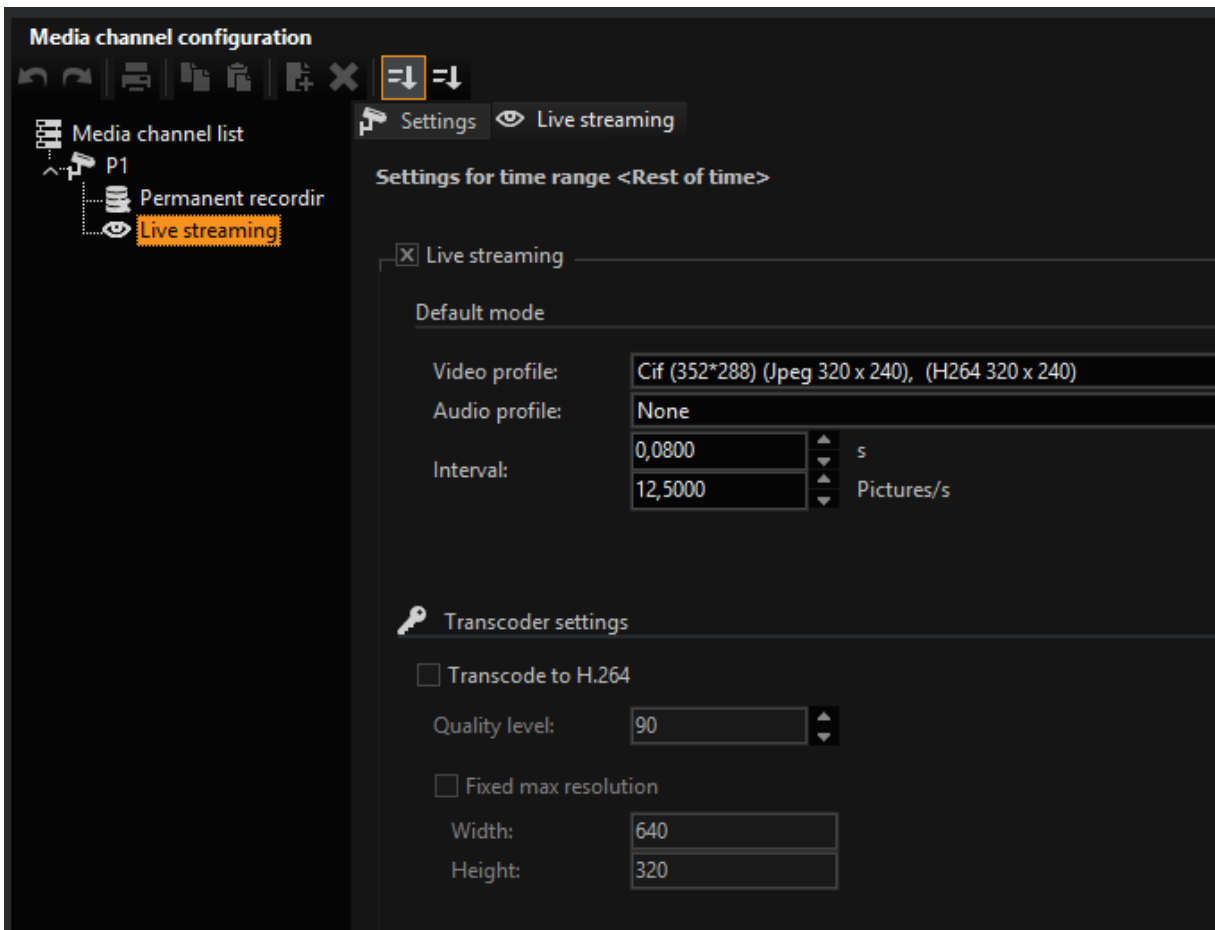 Media channel configuration
Media channel list
P1
Permanent recordin
Live streaming
Settings
Live streaming
Settings for time range <Rest of time>
Live streaming
Default mode
Video profile: Cif (352*288) (Jpeg 320 x 240), (H264 320 x 240)
Audio profile: None
Interval: 0,0800 s
12,5000 Pictures/s
Transcoder settings
Transcode to H.264
Quality level: 90
Fixed max resolution
Width: 640
Height: 320